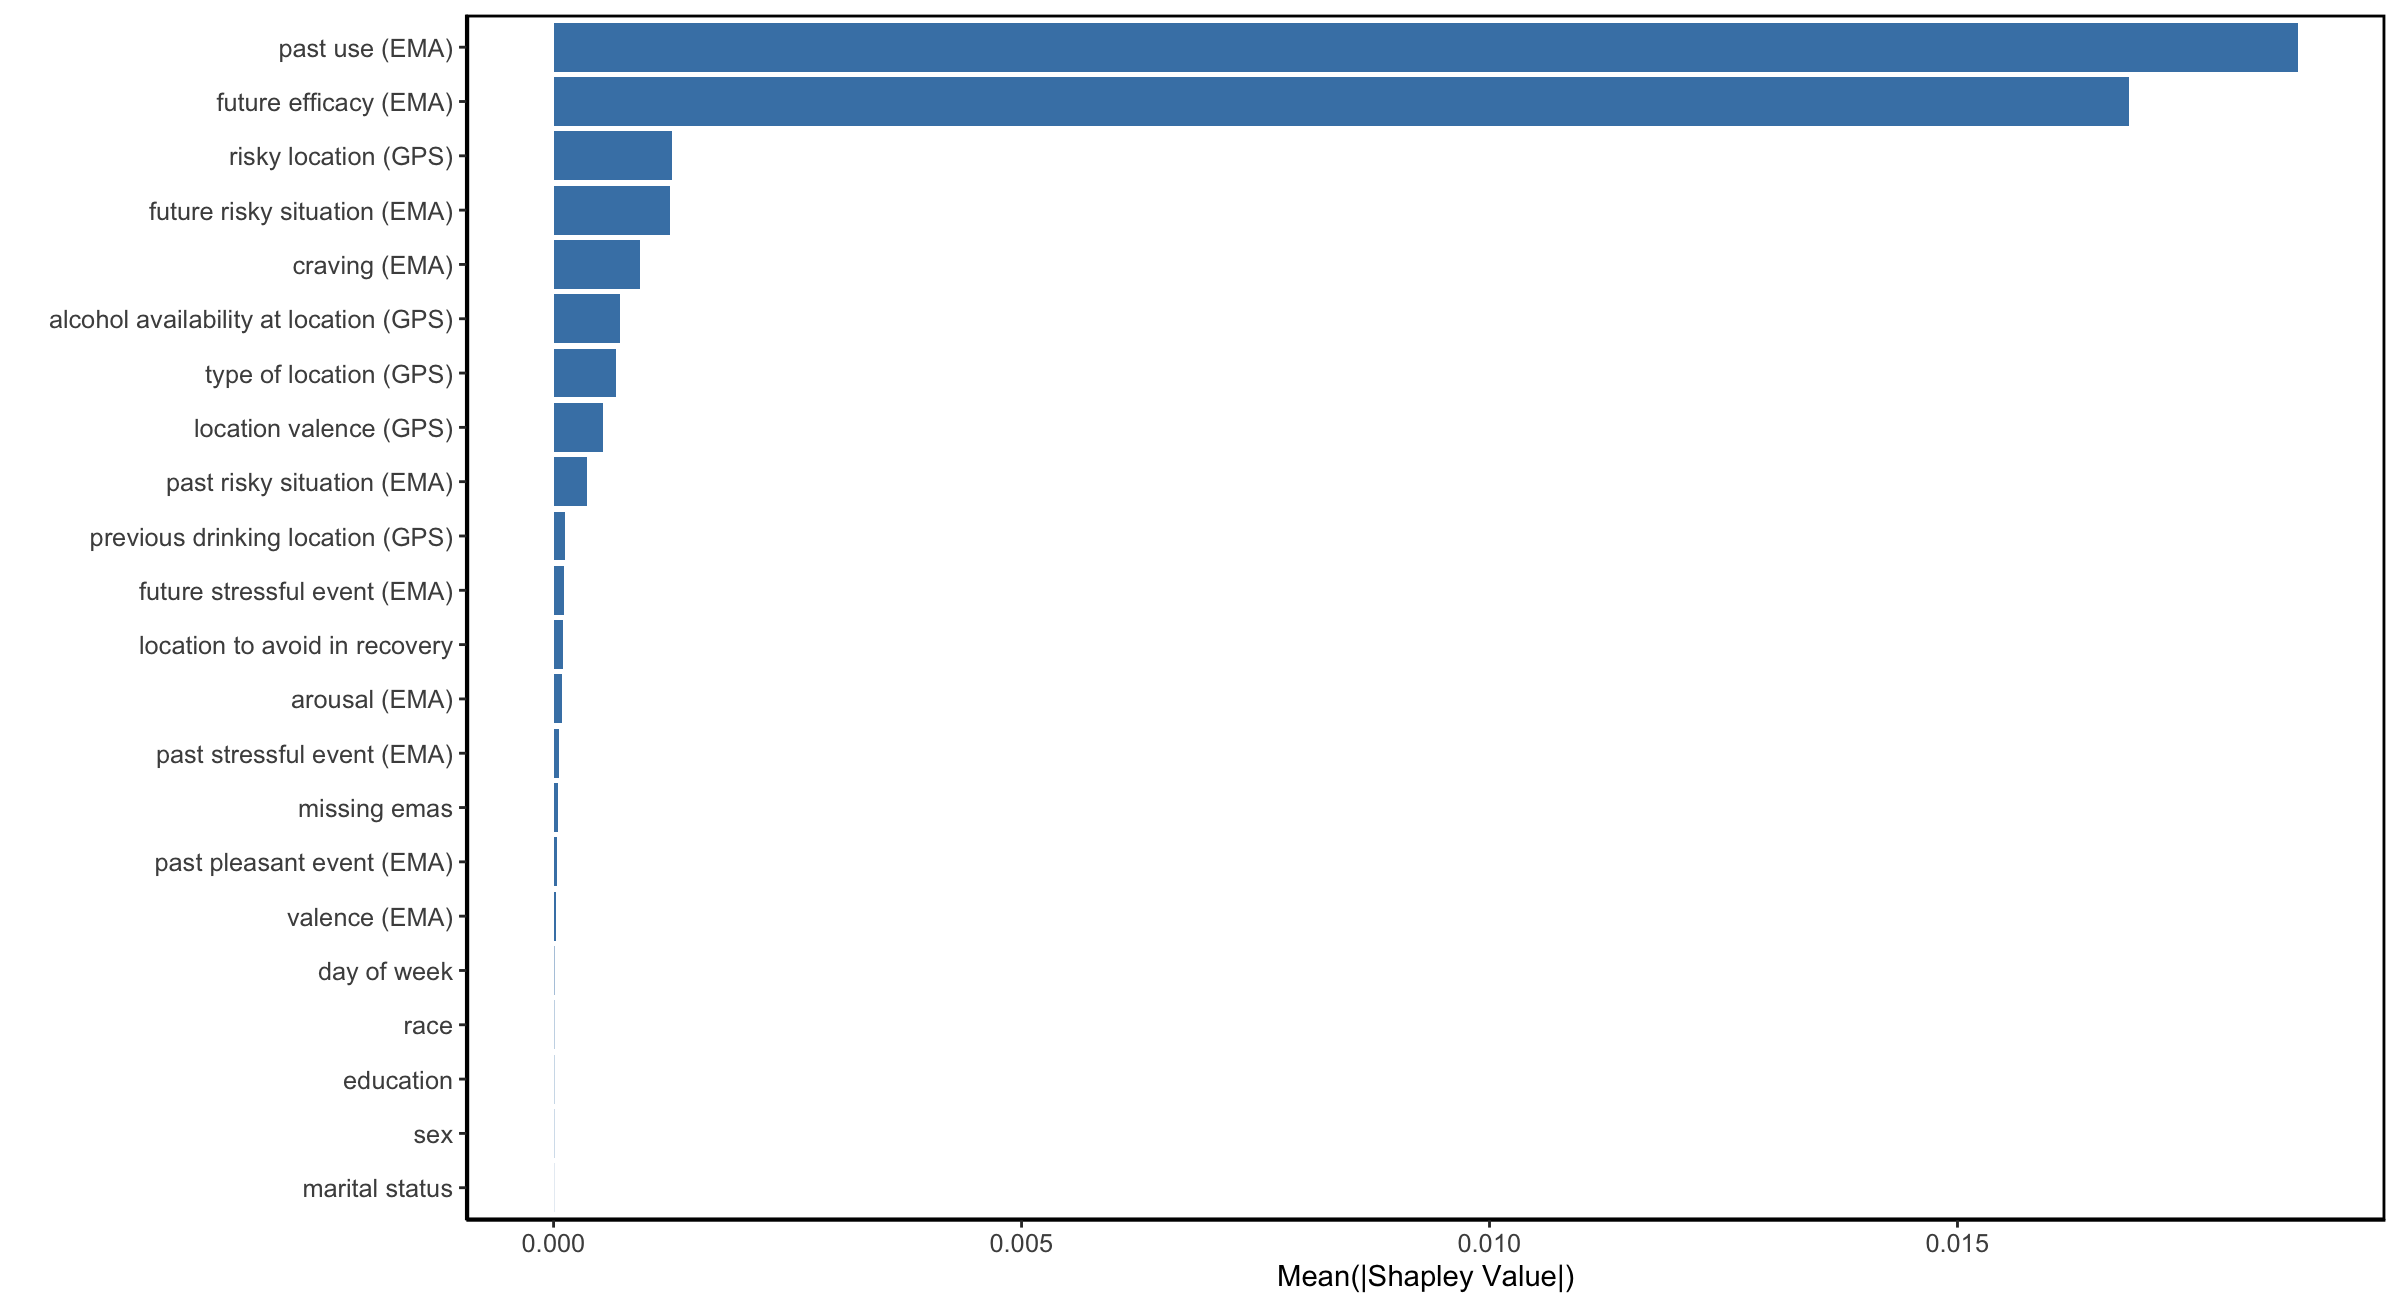 past use (EMA)
future efficacy (EMA)
risky location (GPS)
future risky situation (EMA)
craving (EMA)
alcohol availability at location (GPS)
type of location (GPS)
location valence (GPS)
past risky situation (EMA)
previous drinking location (GPS)
future stressful event (EMA)
location to avoid in recovery
arousal (EMA)
past stressful event (EMA)
missing emas
past pleasant event (EMA)
valence (EMA)
day of week
race
education
sex
marital status
0.000 0.005 0.010 0.015
Mean(|Shapley Value|)